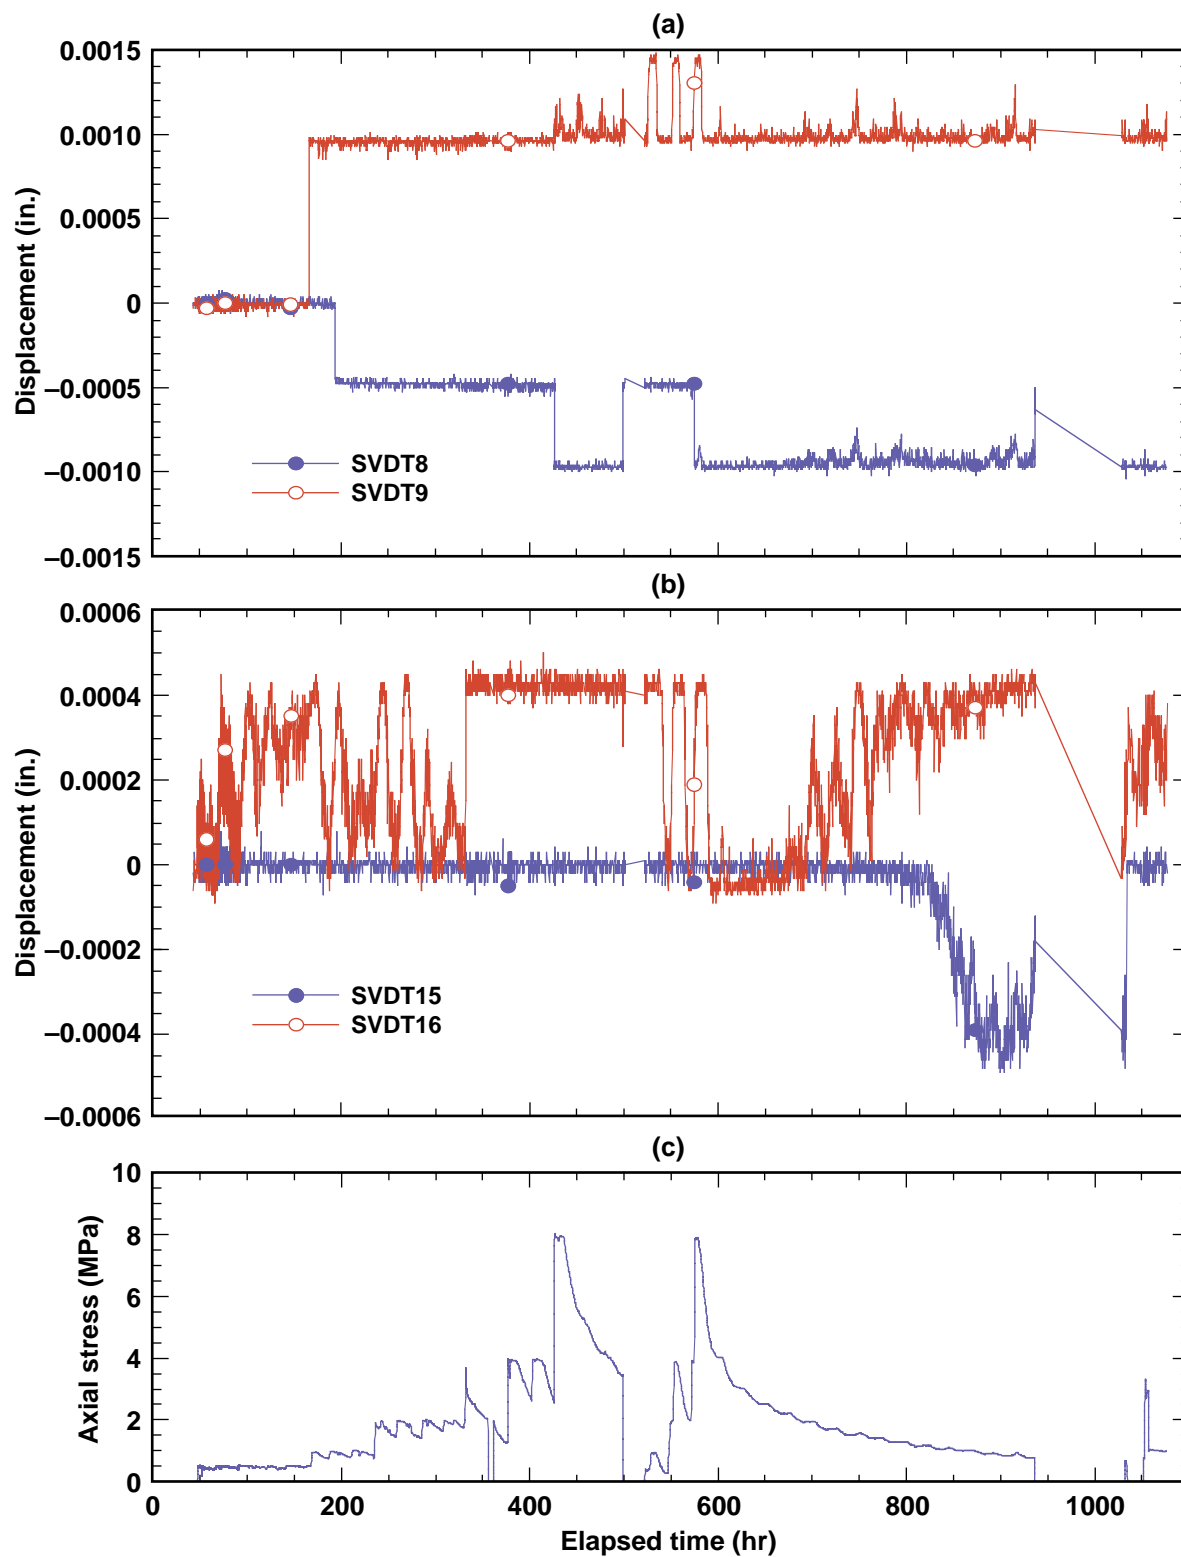 (a)
0.0015
0.0010
0.0005
0
–0.0005
–0.0010
–0.0015
Displacement (in.)
SVDT8
SVDT9
(b)
0.0006
0.0004
0.0002
0
–0.0002
–0.0004
–0.0006
Displacement (in.)
SVDT15
SVDT16
(c)
10
8
6
4
2
0
Axial stress (MPa)
0 200 400 600 800 1000
Elapsed time (hr)